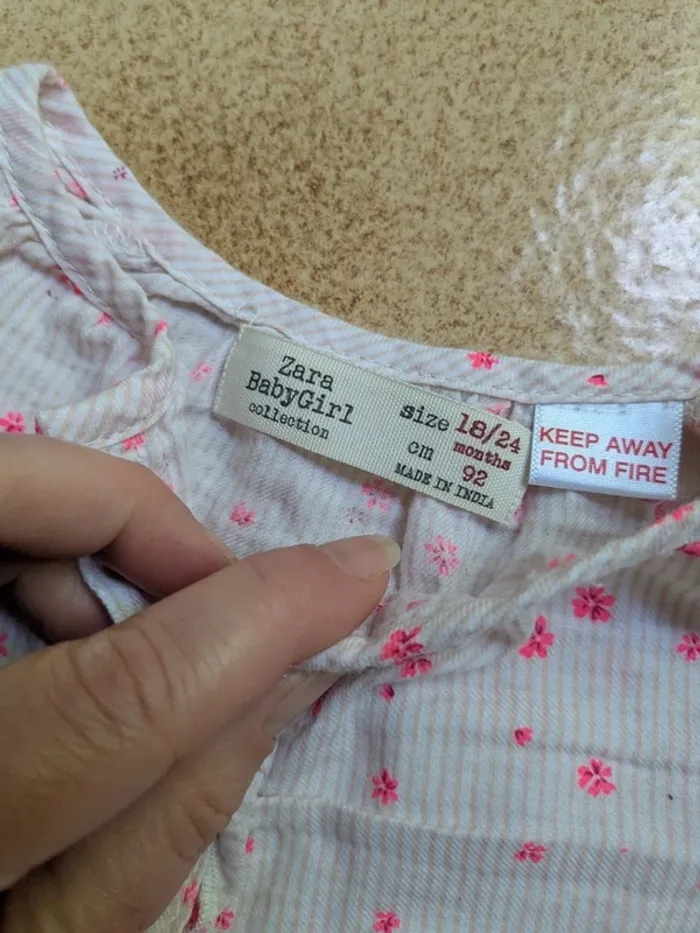 Zara
BabyGirl
collection
size 18/24
months
cm 92
MADE IN INDIA
KEEP AWAY
FROM FIRE